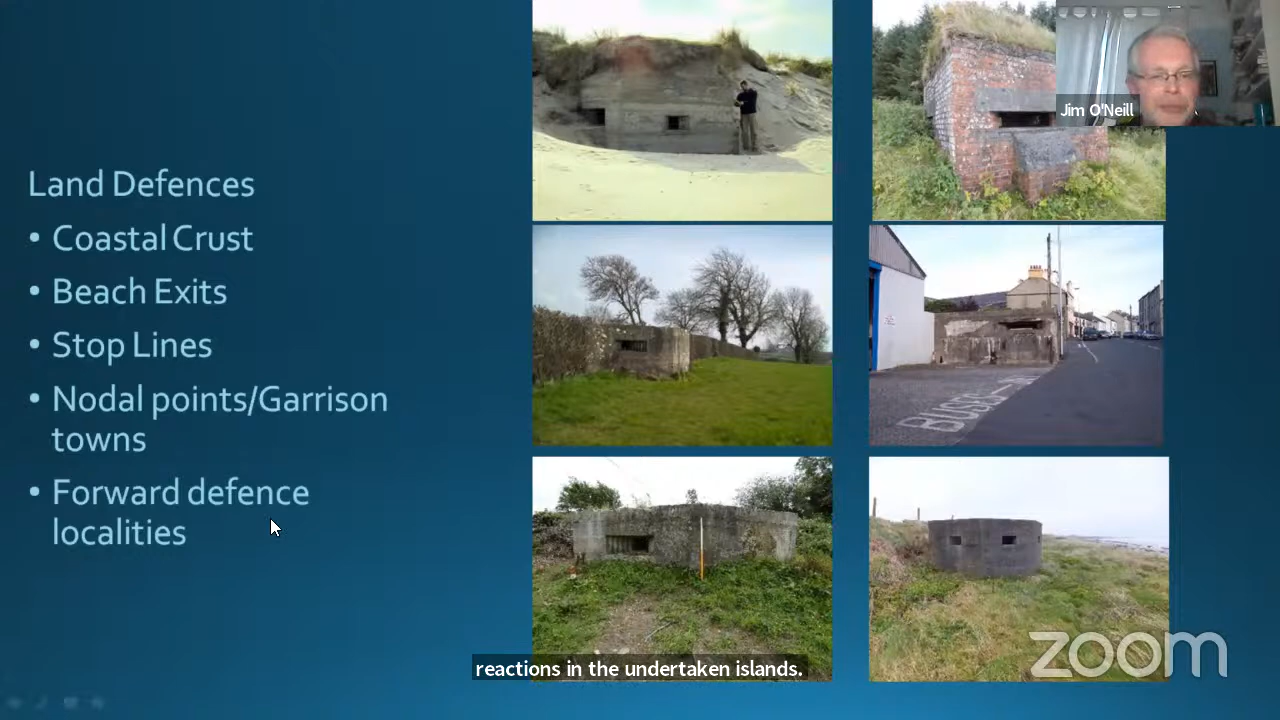 Land Defences
• Coastal Crust
• Beach Exits
• Stop Lines
• Nodal points/Garrison
towns
• Forward defence
localities
Jim O'Neill
BUSES
reactions in the undertaken islands.
zoom